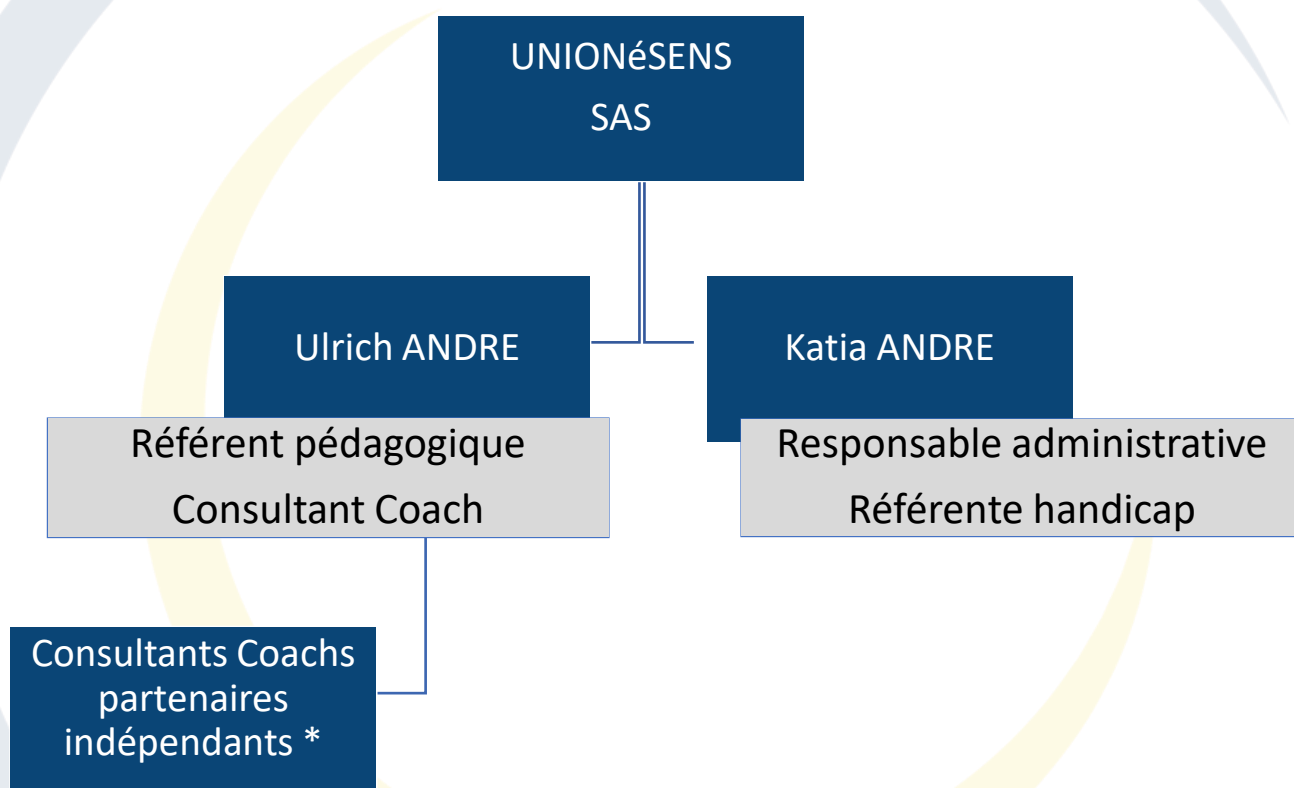 UNIONéSENS
SAS
Ulrich ANDRE
Katia ANDRE
Référent pédagogique
Consultant Coach
Responsable administrative
Référente handicap
Consultants Coachs
partenaires
indépendants *